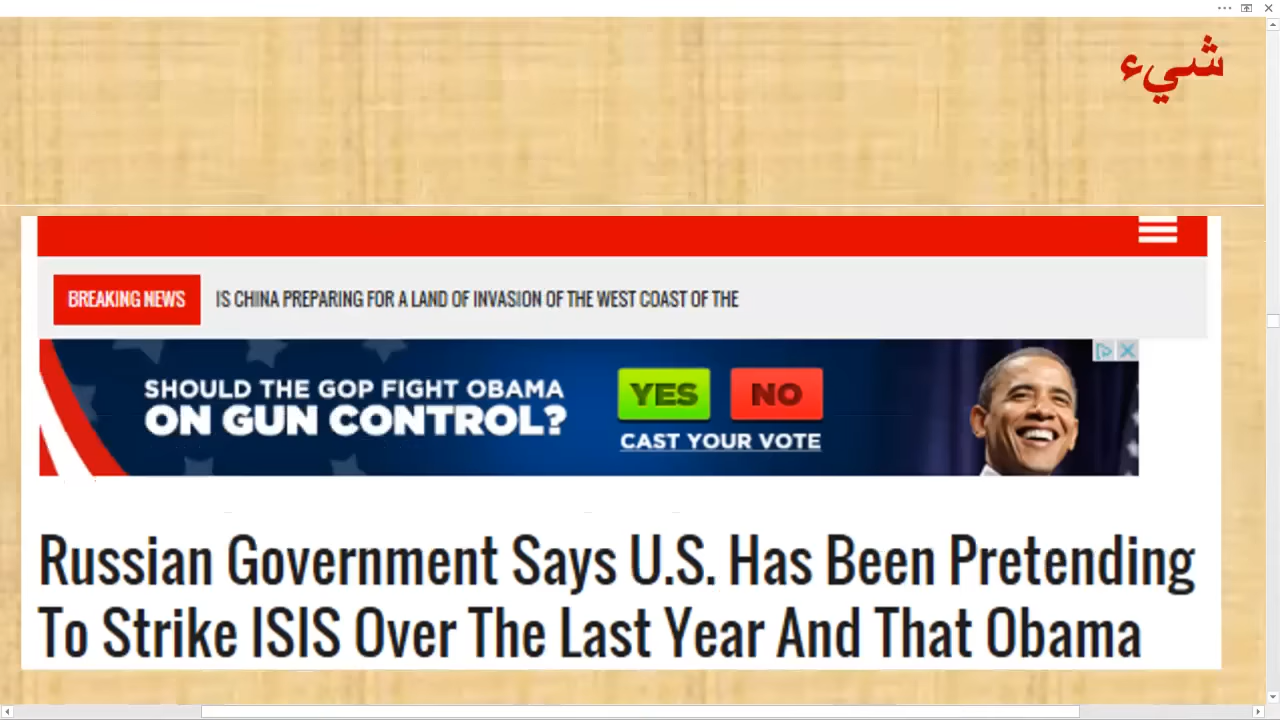 شيء
BREAKING NEWS IS CHINA PREPARING FOR A LAND OF INVASION OF THE WEST COAST OF THE
SHOULD THE GOP FIGHT OBAMA
ON GUN CONTROL?
YES NO
CAST YOUR VOTE
Russian Government Says U.S. Has Been Pretending
To Strike ISIS Over The Last Year And That Obama